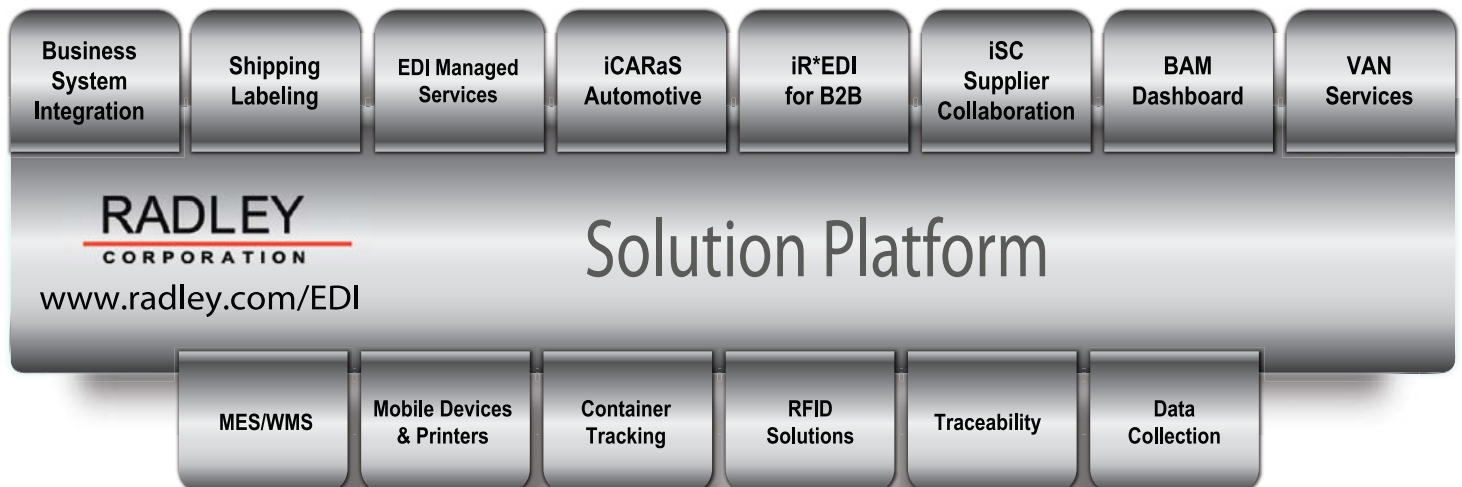 Business
System
Integration
Shipping
Labeling
EDI Managed
Services
iCARaS
Automotive
iR*EDI
for B2B
iSC
Supplier
Collaboration
BAM
Dashboard
VAN
Services
RADLEY
CORPORATION
www.radley.com/EDI
Solution Platform
MES/WMS
Mobile Devices
& Printers
Container
Tracking
RFID
Solutions
Traceability
Data
Collection